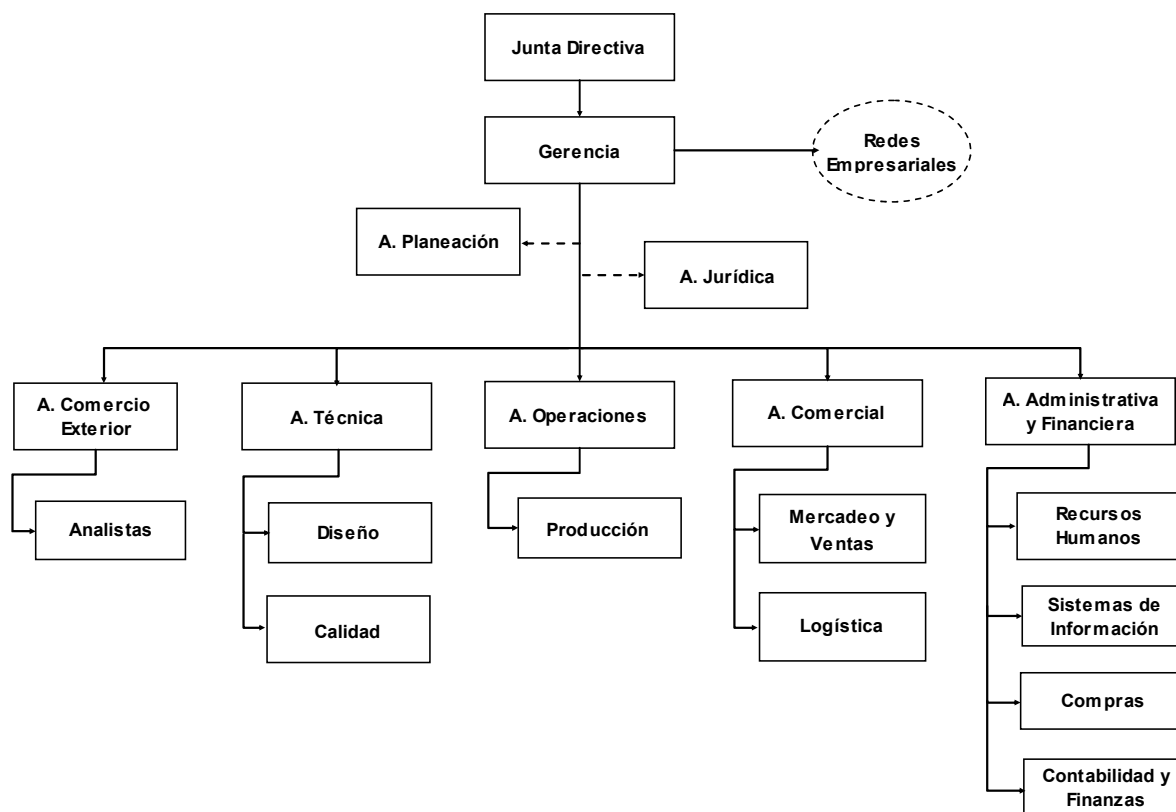 Junta Directiva
Gerencia
Redes
Empresariales
A. Planeación
A. Jurídica
A. Comercio
Exterior
A. Técnica
A. Operaciones
A. Comercial
A. Administrativa
y Financiera
Analistas
Diseño
Calidad
Producción
Mercadeo y
Ventas
Logística
Recursos
Humanos
Sistemas de
Información
Compras
Contabilidad y
Finanzas